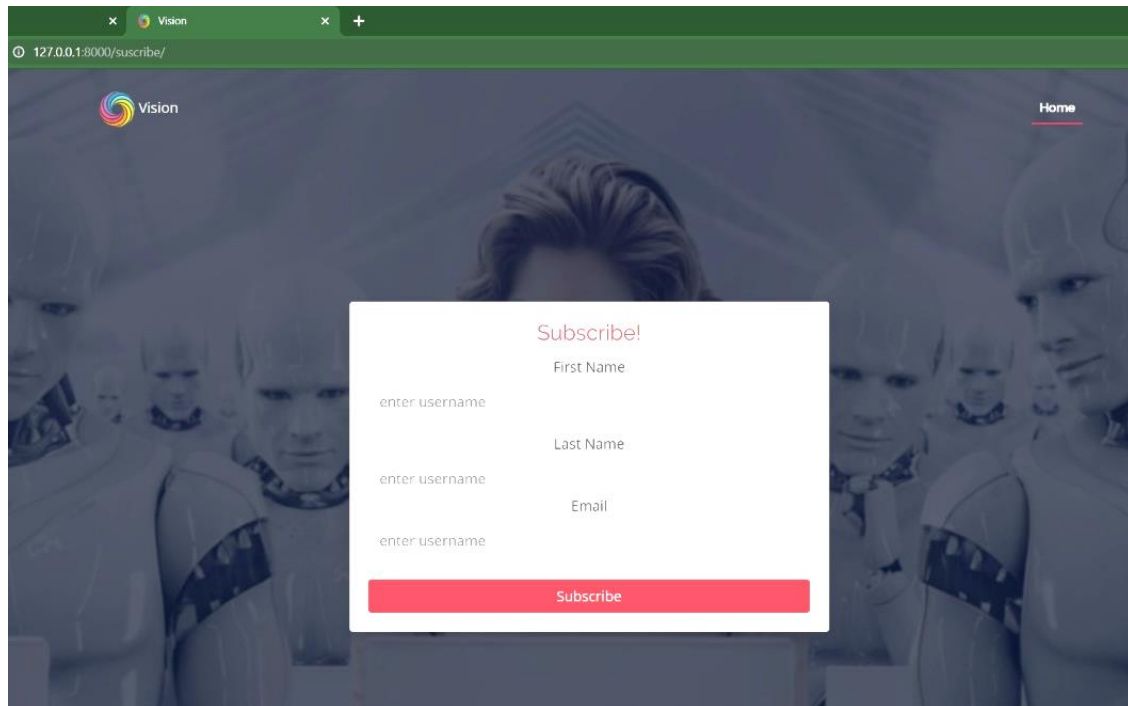 Vision
127.0.0.1:8000/suscribe/
Vision
Home
Subscribe!
First Name
enter username
Last Name
enter username
Email
enter username
Subscribe